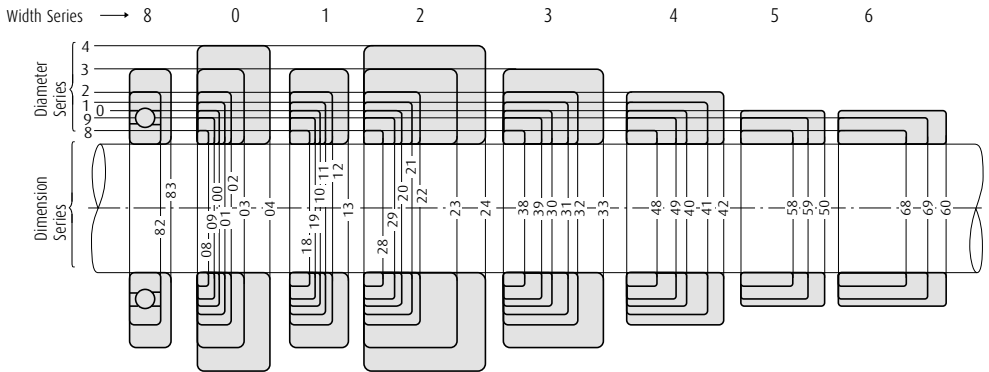 Width Series → 8 0 1 2 3 4 5 6
Diameter Series
4
3
2
1
0
9
8
Dimension Series
82 83
08 09 00 01 02 03 04
18 19 10 11 12 13
28 29 20 21 22 23 24
38 39 30 31 32 33
48 49 40 41 42
58 59 50
68 69 60